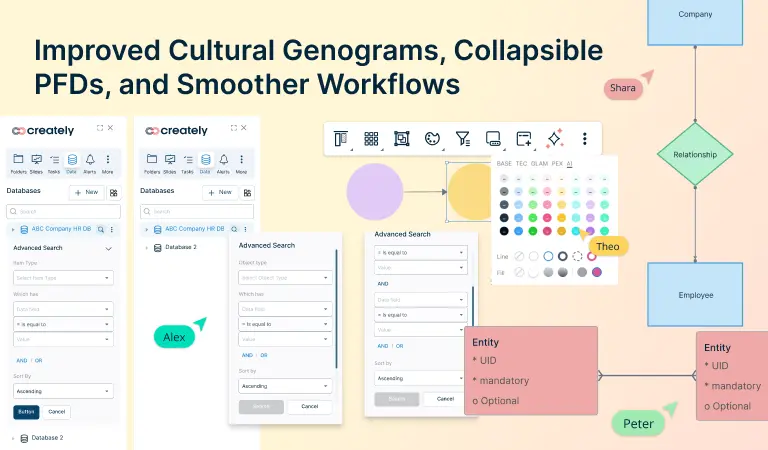 Improved Cultural Genograms, Collapsible
PFDs, and Smoother Workflows
Company
Shara
Relationship
Employee
creately
Folders Slides Tasks Data Alerts More
Databases + New
Search
ABC Company HR DB
Advanced Search
Item Type
Select Item Type
Which has
Data field
= Is equal to
Value
AND OR
Sort By
Ascending
Button Cancel
Database 2
creately
Folders Slides Tasks Data Alerts More
Databases + New
Search
ABC Company HR DB
Database 2
Alex
Advanced Search
Object type
Select Object Type
Which has
Data field
= Is equal to
Value
AND OR
Sort by
Ascending
Search Cancel
Advanced Search
= Is equal to
Value
AND
Data field
= Is equal to
Value
AND OR
Sort by
Ascending
Search Cancel
BASE TEC GLAM PEX AI
Line
Fill
Theo
Entity
* UID
* mandatory
o Optional
Entity
* UID
* mandatory
o Optional
Peter